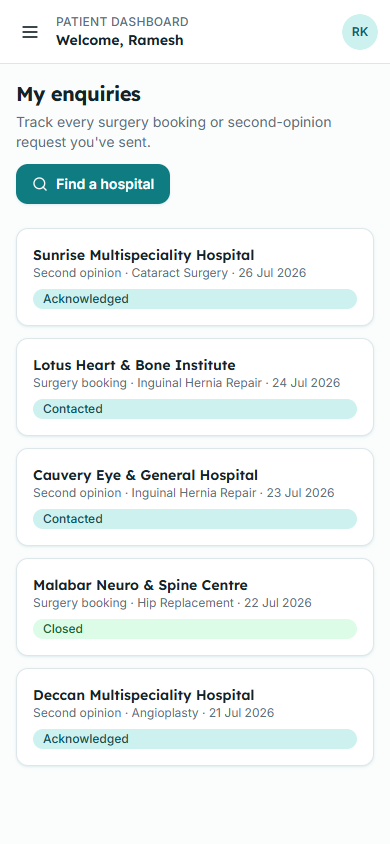 PATIENT DASHBOARD
Welcome, Ramesh
RK
My enquiries
Track every surgery booking or second-opinion
request you've sent.
Find a hospital
Sunrise Multispeciality Hospital
Second opinion · Cataract Surgery · 26 Jul 2026
Acknowledged
Lotus Heart & Bone Institute
Surgery booking · Inguinal Hernia Repair · 24 Jul 2026
Contacted
Cauvery Eye & General Hospital
Second opinion · Inguinal Hernia Repair · 23 Jul 2026
Contacted
Malabar Neuro & Spine Centre
Surgery booking · Hip Replacement · 22 Jul 2026
Closed
Deccan Multispeciality Hospital
Second opinion · Angioplasty · 21 Jul 2026
Acknowledged